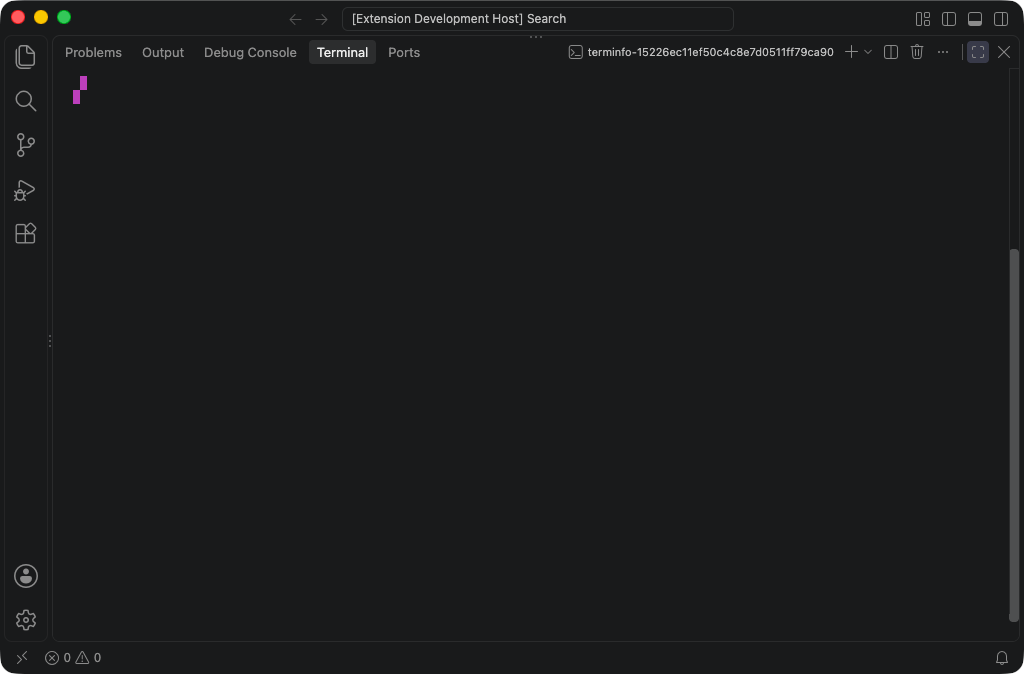 [Extension Development Host] Search
Problems Output Debug Console Terminal Ports terminfo-15226ec11ef50c4c8e7d0511ff79ca90
0 0